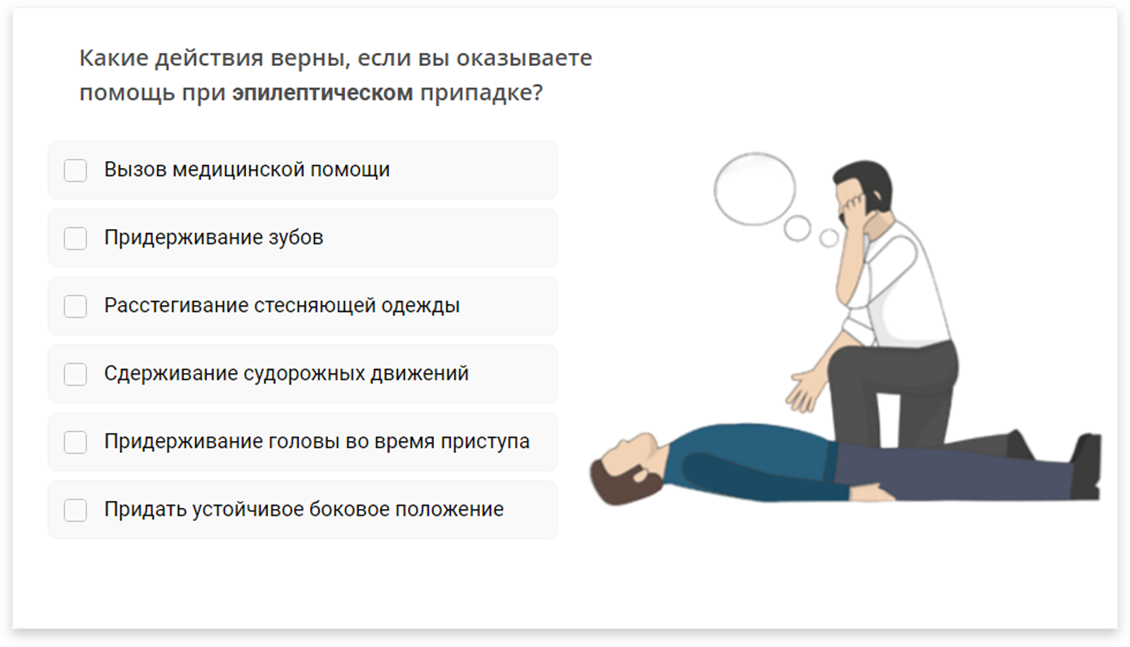 Какие действия верны, если вы оказываете
помощь при эпилептическом припадке?
Вызов медицинской помощи
Придерживание зубов
Расстегивание стесняющей одежды
Сдерживание судорожных движений
Придерживание головы во время приступа
Придать устойчивое боковое положение